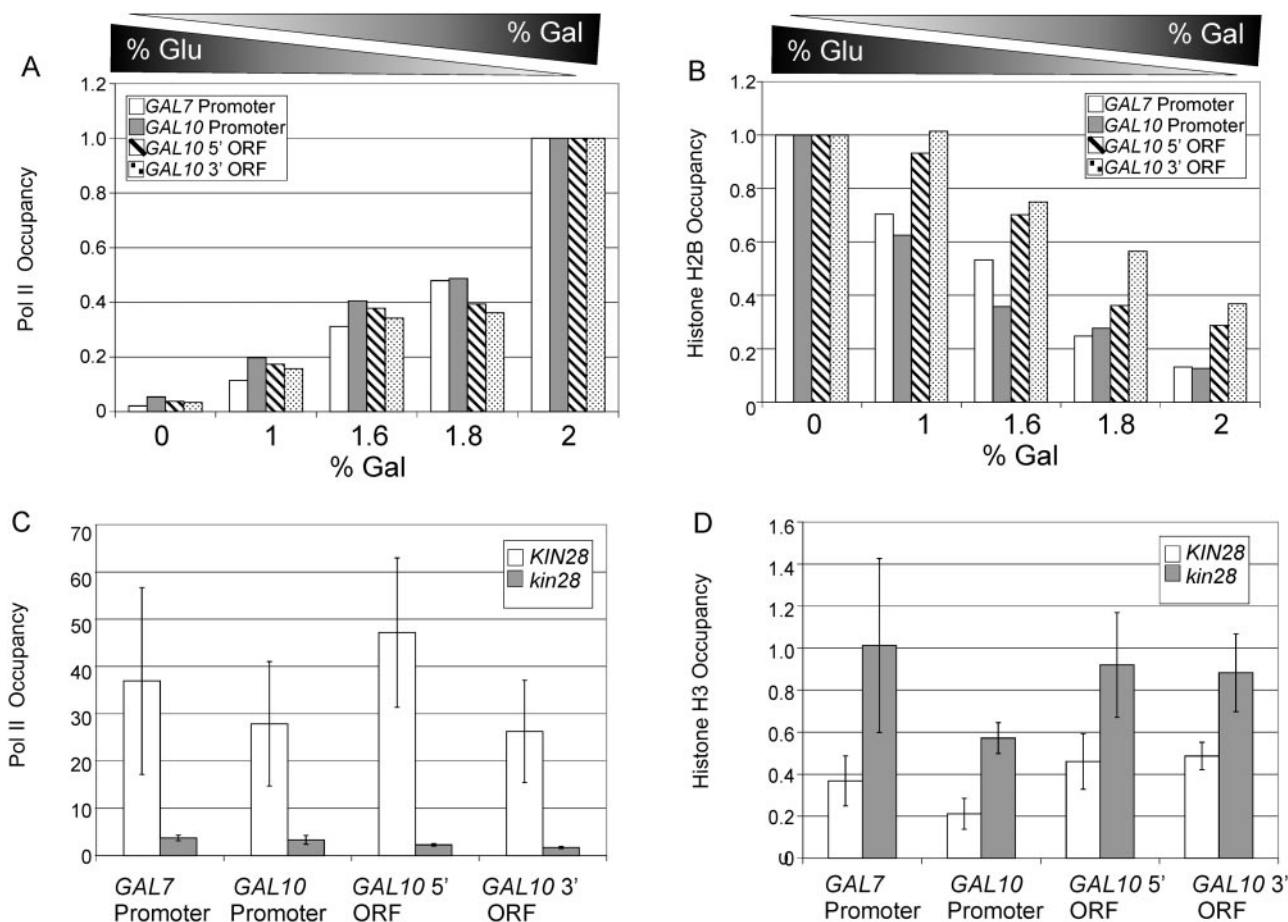 A
% Glu
% Gal
Pol II Occupancy
1.2
1.0
0.8
0.6
0.4
0.2
0
GAL7 Promoter
GAL10 Promoter
GAL10 5' ORF
GAL10 3' ORF
0 1 1.6 1.8 2
% Gal
B
% Glu
% Gal
Histone H2B Occupancy
1.2
1.0
0.8
0.6
0.4
0.2
0
GAL7 Promoter
GAL10 Promoter
GAL10 5' ORF
GAL10 3' ORF
0 1 1.6 1.8 2
% Gal
C
Pol II Occupancy
70
60
50
40
30
20
10
0
KIN28
kin28
GAL7 Promoter
GAL10 Promoter
GAL10 5' ORF
GAL10 3' ORF
D
Histone H3 Occupancy
1.6
1.4
1.2
1.0
0.8
0.6
0.4
0.2
0
KIN28
kin28
GAL7 Promoter
GAL10 Promoter
GAL10 5' ORF
GAL10 3' ORF